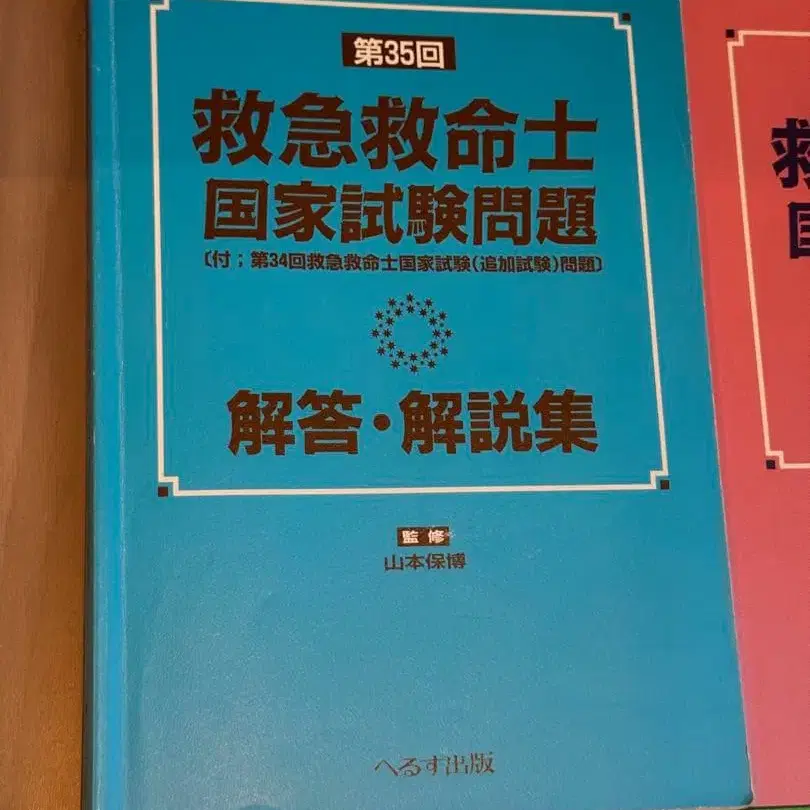 第35回
救急救命士
国家試験問題
〔付；第34回救急救命士国家試験(追加試験)問題〕
解答・解説集
監修
山本保博
へるす出版
救
国